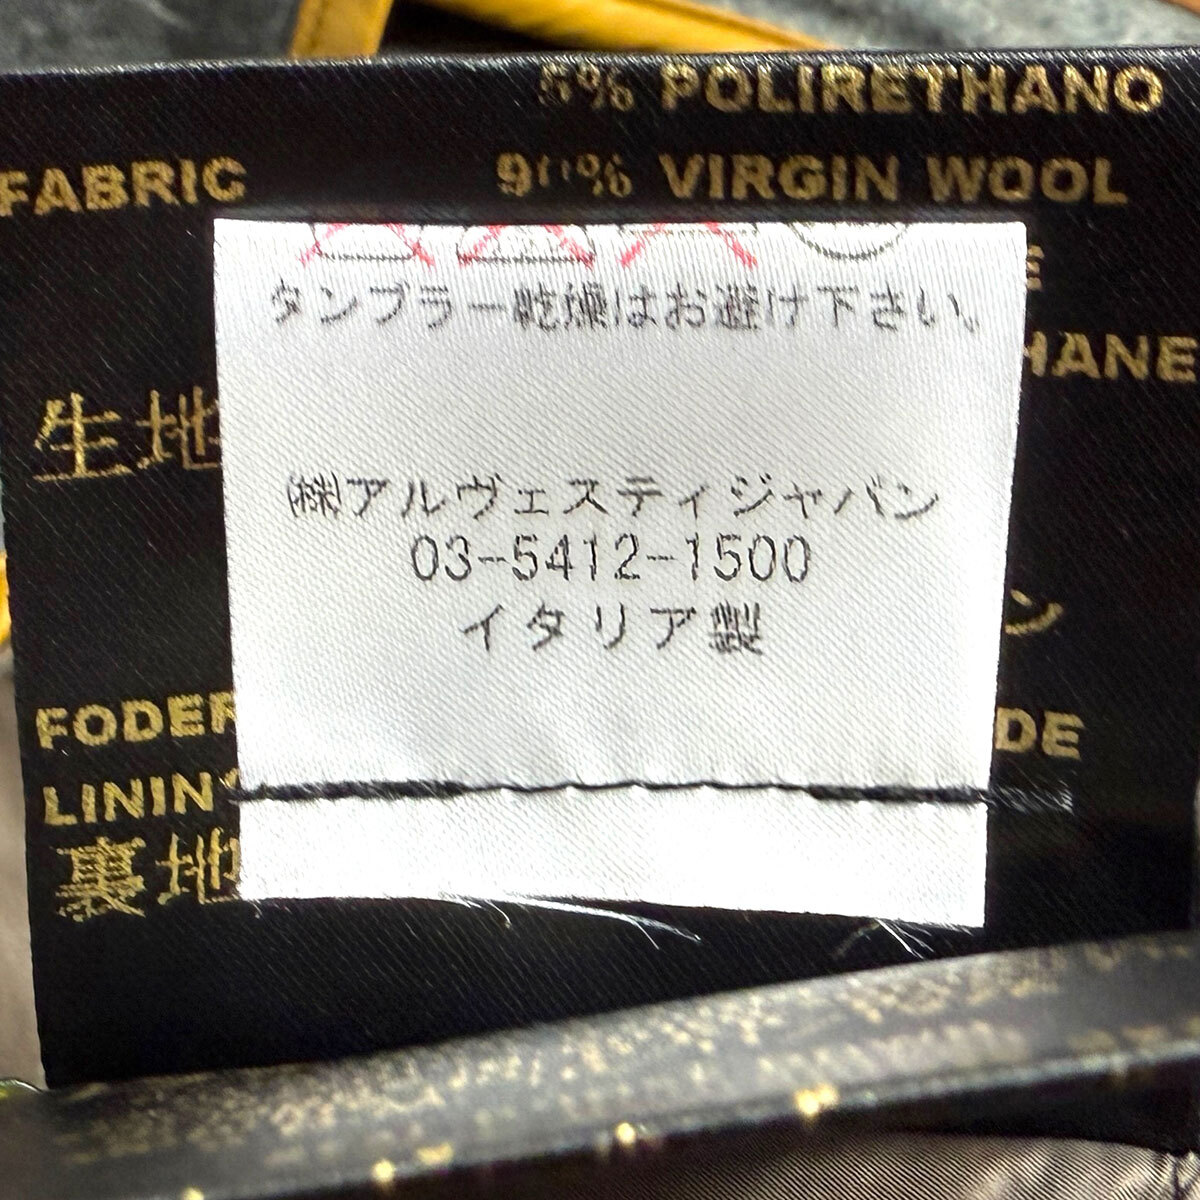 5% POLIRETHANO
FABRIC 90% VIRGIN WOOL
タンブラー乾燥はお避け下さい。
HANE
生地
㈱アルヴェスティジャパン
03-5412-1500
イタリア製
ン
FODER
DE
LINING
裏地